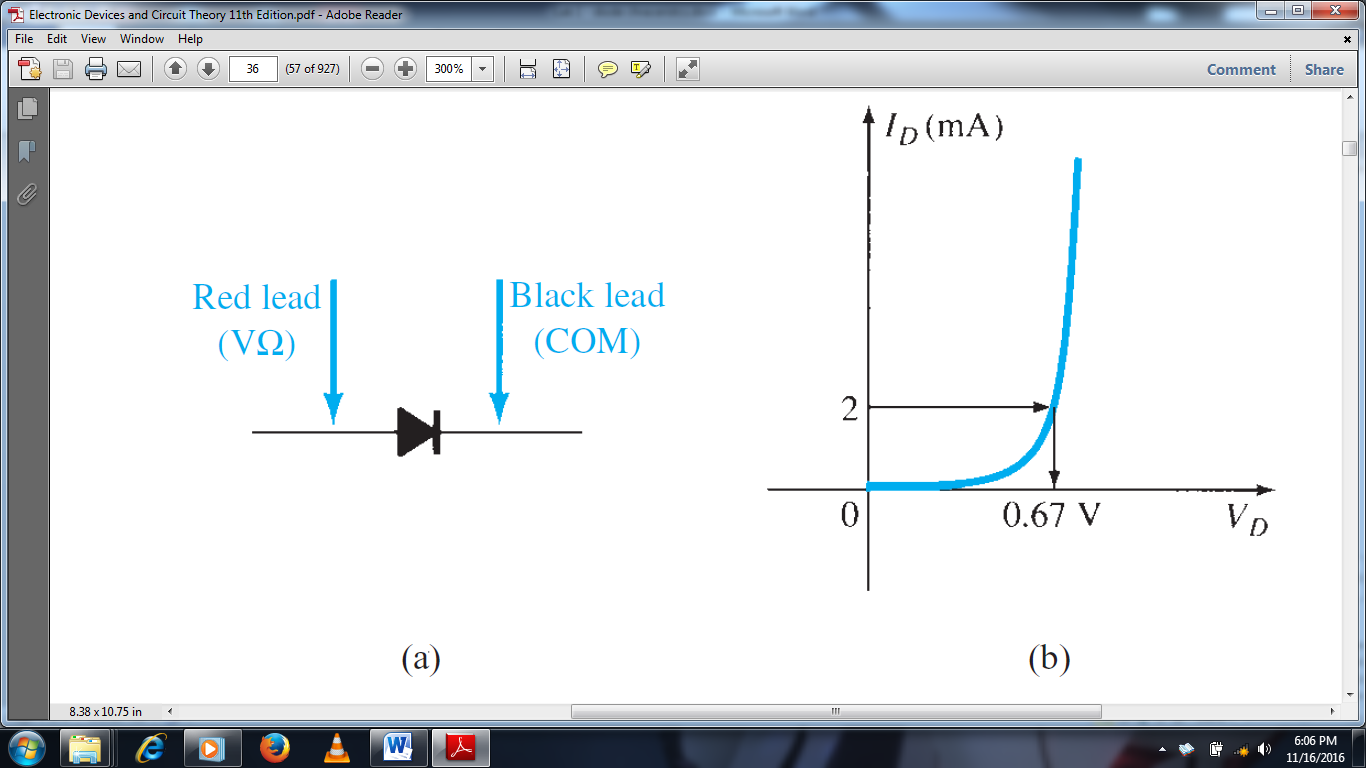 Electronic Devices and Circuit Theory 11th Edition.pdf - Adobe Reader
File Edit View Window Help
36 (57 of 927) 300% Comment Share
Red lead
(VΩ)
Black lead
(COM)
(a)
I_D (mA)
2
0
0.67 V
V_D
(b)
8.38 x 10.75 in
6:06 PM
11/16/2016